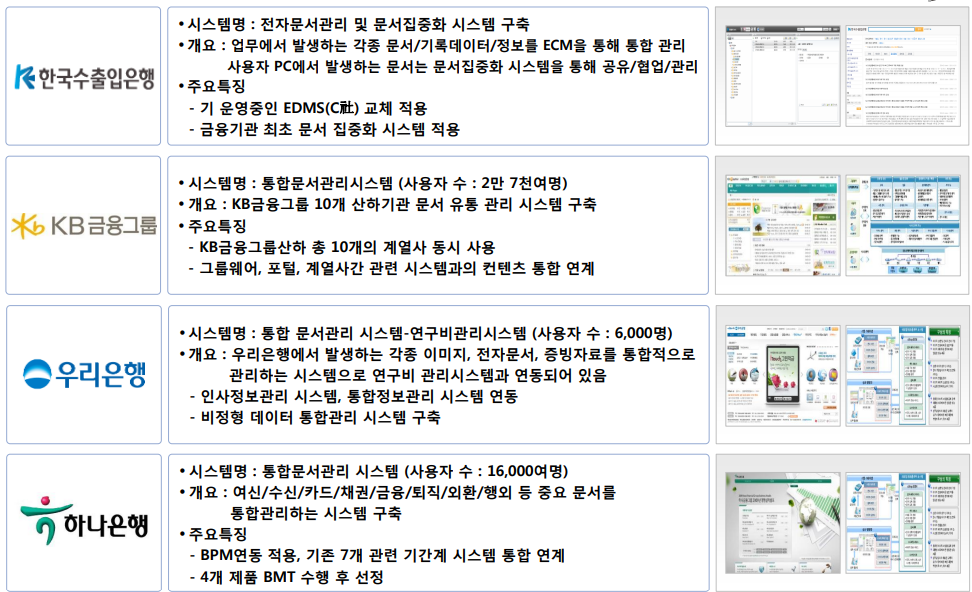 한국수출입은행
• 시스템명 : 전자문서관리 및 문서집중화 시스템 구축
• 개요 : 업무에서 발생하는 각종 문서/기록데이터/정보를 ECM을 통해 통합 관리
사용자 PC에서 발생하는 문서는 문서집중화 시스템을 통해 공유/협업/관리
• 주요특징
- 기 운영중인 EDMS(C社) 교체 적용
- 금융기관 최초 문서 집중화 시스템 적용
KB금융그룹
• 시스템명 : 통합문서관리시스템 (사용자 수 : 2만 7천여명)
• 개요 : KB금융그룹 10개 산하기관 문서 유통 관리 시스템 구축
• 주요특징
- KB금융그룹산하 총 10개의 계열사 동시 사용
- 그룹웨어, 포털, 계열사간 관련 시스템과의 컨텐츠 통합 연계
우리은행
• 시스템명 : 통합 문서관리 시스템-연구비관리시스템 (사용자 수 : 6,000명)
• 개요 : 우리은행에서 발생하는 각종 이미지, 전자문서, 증빙자료를 통합적으로
관리하는 시스템으로 연구비 관리시스템과 연동되어 있음
- 인사정보관리 시스템, 통합정보관리 시스템 연동
- 비정형 데이터 통합관리 시스템 구축
하나은행
• 시스템명 : 통합문서관리 시스템 (사용자 수 : 16,000여명)
• 개요 : 여신/수신/카드/채권/금융/퇴직/외환/행외 등 중요 문서를
통합관리하는 시스템 구축
• 주요특징
- BPM연동 적용, 기존 7개 관련 기간계 시스템 통합 연계
- 4개 제품 BMT 수행 후 선정